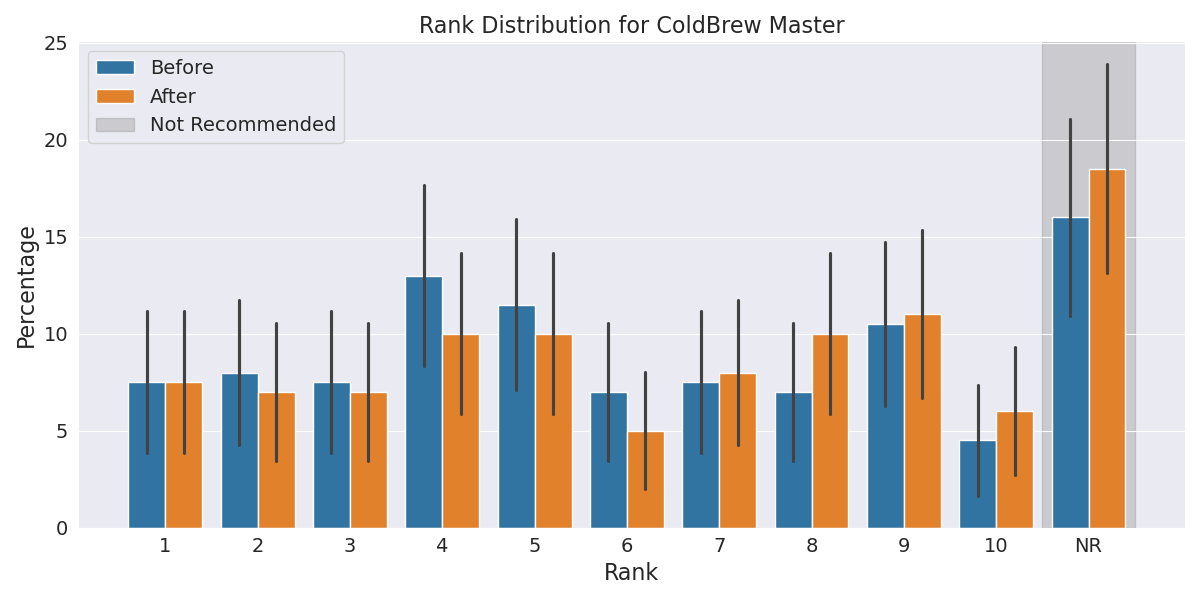 Rank Distribution for ColdBrew Master
25
20
15
10
5
0
Percentage
Before
After
Not Recommended
1 2 3 4 5 6 7 8 9 10 NR
Rank